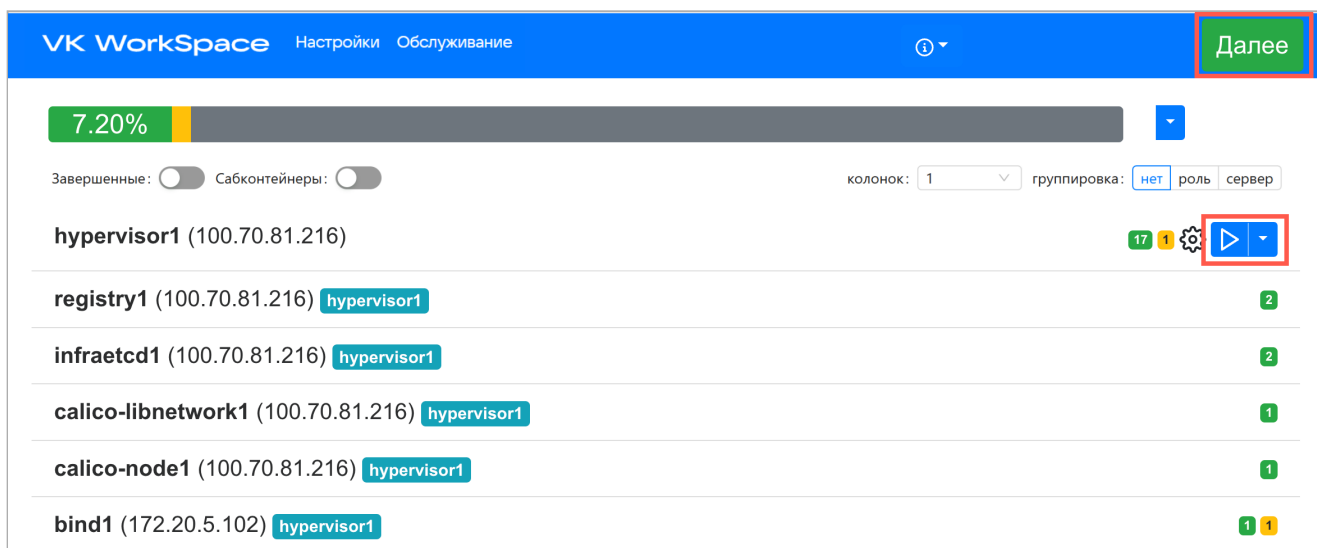 VK WorkSpace Настройки Обслуживание Далее
7.20%
Завершенные: Сабконтейнеры: колонок: 1 группировка: нет роль сервер
hypervisor1 (100.70.81.216) 17 1
registry1 (100.70.81.216) hypervisor1 2
infraetcd1 (100.70.81.216) hypervisor1 2
calico-libnetwork1 (100.70.81.216) hypervisor1 1
calico-node1 (100.70.81.216) hypervisor1 1
bind1 (172.20.5.102) hypervisor1 1 1